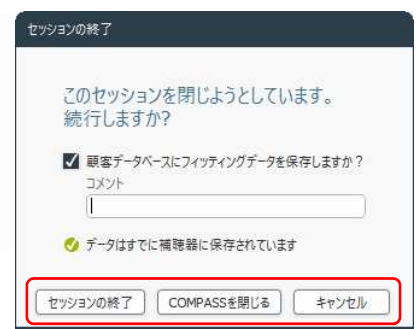 セッションの終了
このセッションを閉じようとしています。
続行しますか?
顧客データベースにフィッティングデータを保存しますか？
コメント
データはすでに補聴器に保存されています
セッションの終了 COMPASSを閉じる キャンセル